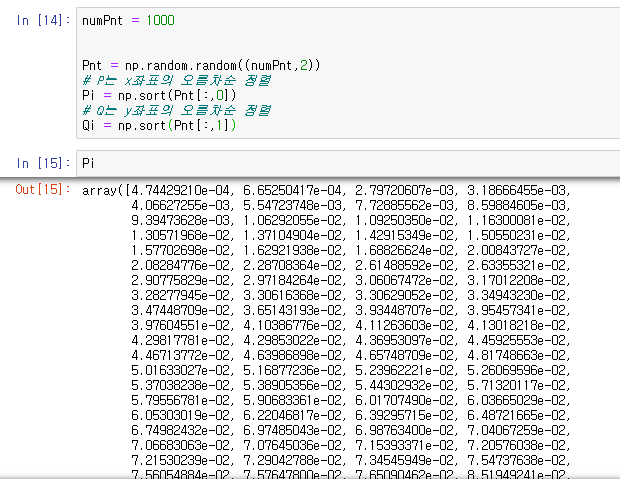 In [14]: numPnt = 1000
Pnt = np.random.random((numPnt,2))
# P는 x좌표의 오름차순 정렬
Pi = np.sort(Pnt[:,0])
# Q는 y좌표의 오름차순 정렬
Qi = np.sort(Pnt[:,1])
In [15]: Pi
Out[15]: array([4.74429210e-04, 6.65250417e-04, 2.79720607e-03, 3.18666455e-03,
4.06627255e-03, 5.54723748e-03, 7.72885562e-03, 8.59884605e-03,
9.39473628e-03, 1.06292055e-02, 1.09250350e-02, 1.16300081e-02,
1.30571968e-02, 1.37104904e-02, 1.42915349e-02, 1.50550231e-02,
1.57702698e-02, 1.62921938e-02, 1.68826624e-02, 2.00843727e-02,
2.08284776e-02, 2.28708364e-02, 2.61488592e-02, 2.63355321e-02,
2.90775829e-02, 2.97184264e-02, 3.06067472e-02, 3.17012208e-02,
3.28277945e-02, 3.30616368e-02, 3.30629052e-02, 3.34943230e-02,
3.47448709e-02, 3.65143193e-02, 3.93448707e-02, 3.95457341e-02,
3.97604551e-02, 4.10386776e-02, 4.11263603e-02, 4.13018218e-02,
4.29817781e-02, 4.29853022e-02, 4.36953097e-02, 4.45925553e-02,
4.46713772e-02, 4.63986898e-02, 4.65748709e-02, 4.81748663e-02,
5.01633027e-02, 5.16877236e-02, 5.23962221e-02, 5.26069596e-02,
5.37038238e-02, 5.38905356e-02, 5.44302932e-02, 5.71320117e-02,
5.79556781e-02, 5.90683361e-02, 6.01707490e-02, 6.03665029e-02,
6.05303019e-02, 6.22046817e-02, 6.39295715e-02, 6.48721665e-02,
6.74982432e-02, 6.97485043e-02, 6.98763400e-02, 7.04067259e-02,
7.06683063e-02, 7.07645036e-02, 7.15393371e-02, 7.20576038e-02,
7.21530239e-02, 7.29042788e-02, 7.34545949e-02, 7.54737638e-02,
7.56054884e-02, 7.57647800e-02, 7.65090462e-02, 8.51949241e-02,